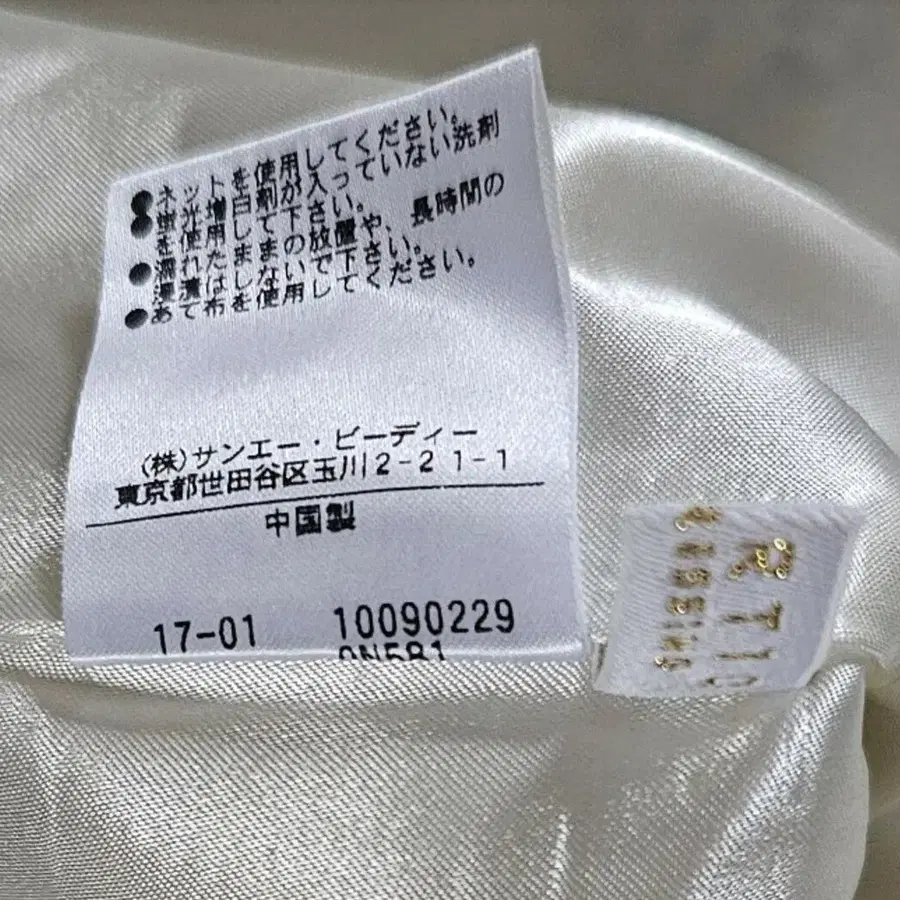 ●ネットを使用してください。
●蛍光増白剤が入っていない洗剤
を使用して下さい。
●濡れたままの放置や、長時間の
浸漬はしないで下さい。
●あて布を使用してください。
(株)サンエー・ビーディー
東京都世田谷区玉川2-21-1
中国製
17-01 10090229
RTIC